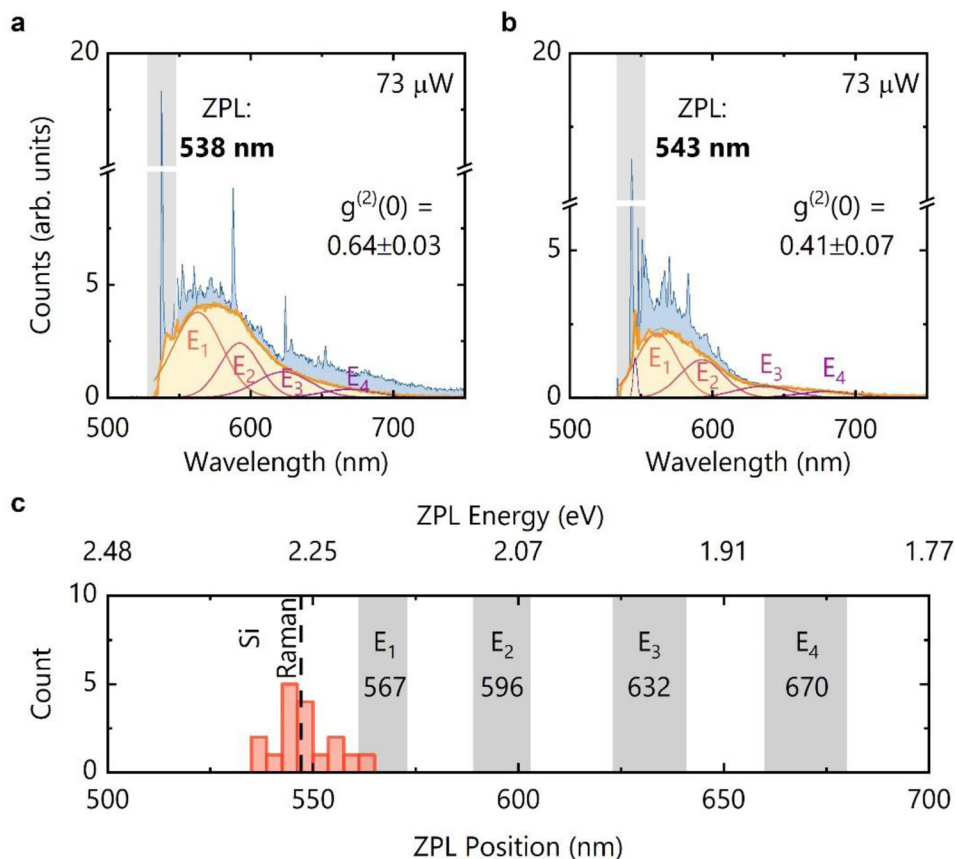 a
20
73 μW
ZPL:
538 nm
g(2)(0) =
0.64±0.03
5
E1
E2
E3
E4
0
500
600
700
Counts (arb. units)
Wavelength (nm)
b
20
73 μW
ZPL:
543 nm
g(2)(0) =
0.41±0.07
5
E1
E2
E3
E4
0
500
600
700
Wavelength (nm)
c
ZPL Energy (eV)
2.48
2.25
2.07
1.91
1.77
10
5
0
Count
Si
Raman
E1
567
E2
596
E3
632
E4
670
500
550
600
650
700
ZPL Position (nm)